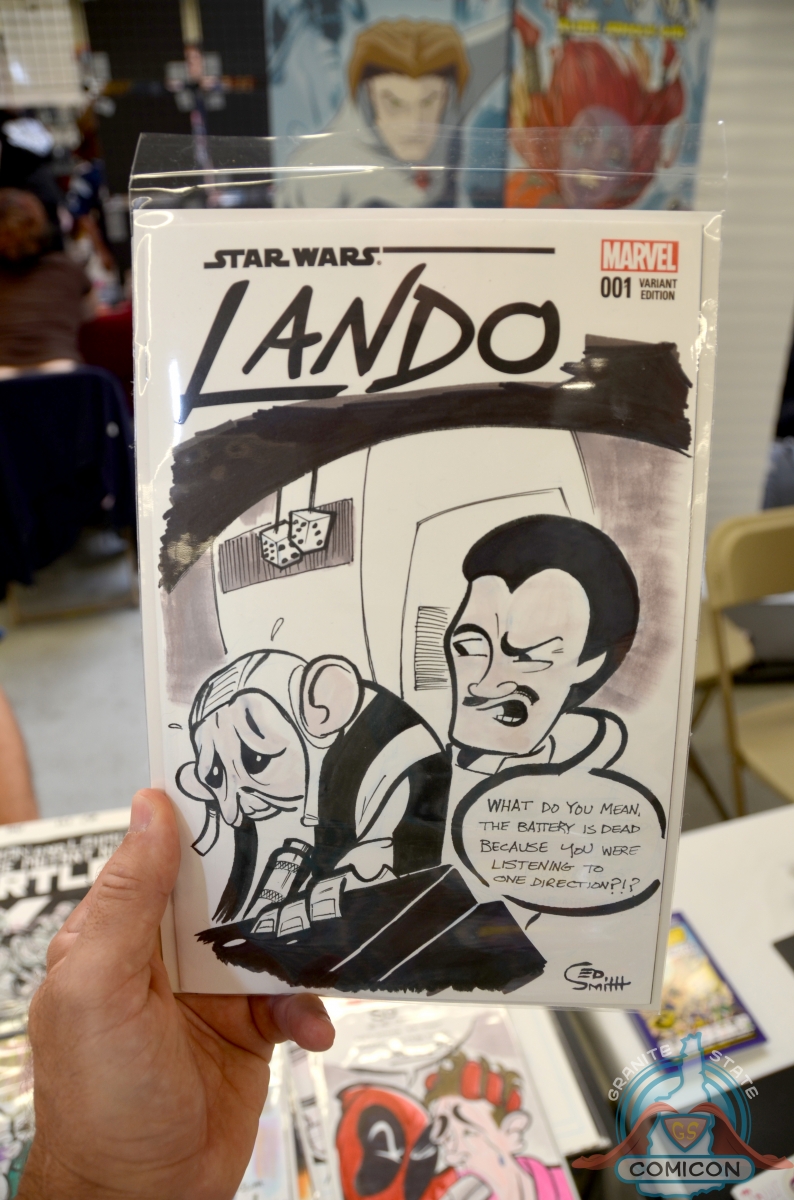 STAR WARS®
LANDO
MARVEL
001 VARIANT
EDITION
WHAT DO YOU MEAN,
THE BATTERY IS DEAD
BECAUSE YOU WERE
LISTENING TO
ONE DIRECTION?!?
CED
SMITH
GRANITE STATE
GS
COMICON